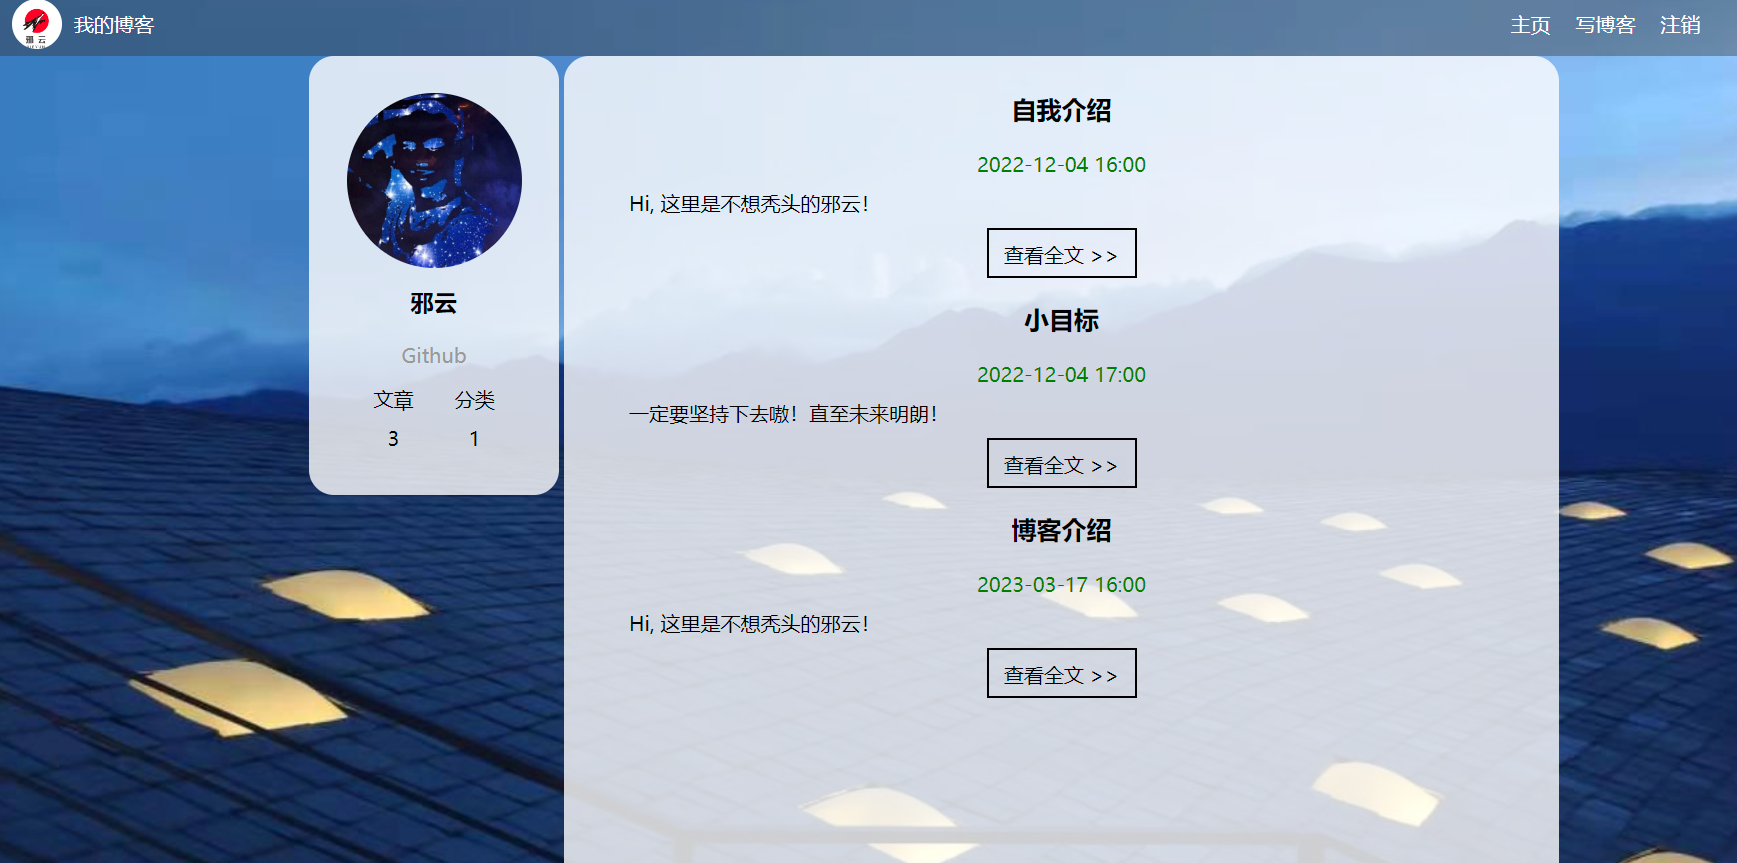 邪 云
我的博客
主页 写博客 注销
邪云
Github
文章 分类
3 1
自我介绍
2022-12-04 16:00
Hi, 这里是不想秃头的邪云！
查看全文 >>
小目标
2022-12-04 17:00
一定要坚持下去嗷！直至未来明朗！
查看全文 >>
博客介绍
2023-03-17 16:00
Hi, 这里是不想秃头的邪云！
查看全文 >>